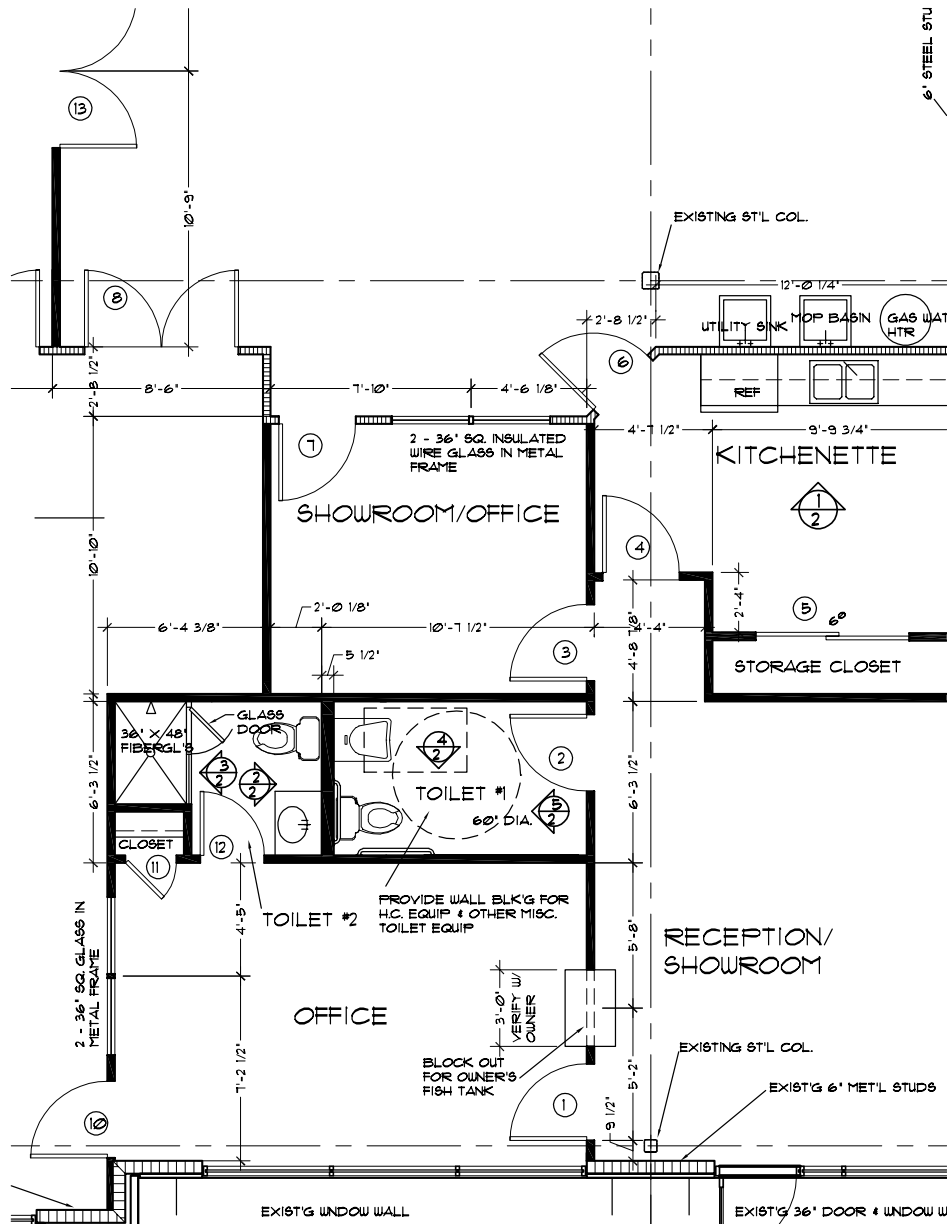 6" STEEL STU
13
10'-9"
EXISTING ST'L COL.
8
12'-0 1/4"
2'-8 1/2"
UTILITY SINK
MOP BASIN
GAS WAT
HTR
6
2'-8 1/2"
8'-6"
7'-10"
4'-6 1/8"
REF
7
2 - 36" SQ. INSULATED
WIRE GLASS IN METAL
FRAME
4'-7 1/2"
9'-9 3/4"
KITCHENETTE
1
2
SHOWROOM/OFFICE
4
10'-10"
2'-0 1/8"
2'-4"
5
6⁰
6'-4 3/8"
10'-7 1/2"
4'-8 7/8"
4'-4"
5 1/2"
3
STORAGE CLOSET
GLASS
DOOR
36" X 48"
FIBERGL'S
4
2
2
3
2
2
2
6'-3 1/2"
TOILET #1
60" DIA.
5
2
6'-3 1/2"
CLOSET
12
11
PROVIDE WALL BLK'G FOR
H.C. EQUIP & OTHER MISC.
TOILET EQUIP
TOILET #2
4'-5"
2 - 36" SQ. GLASS IN
METAL FRAME
5'-8"
RECEPTION/
SHOWROOM
OFFICE
3'-0"
VERIFY W/
OWNER
BLOCK OUT
FOR OWNER'S
FISH TANK
7'-2 1/2"
EXISTING ST'L COL.
5'-2"
EXIST'G 6" MET'L STUDS
1
9 1/2"
10
EXIST'G WNDOW WALL
EXIST'G 36" DOOR & WNDOW W